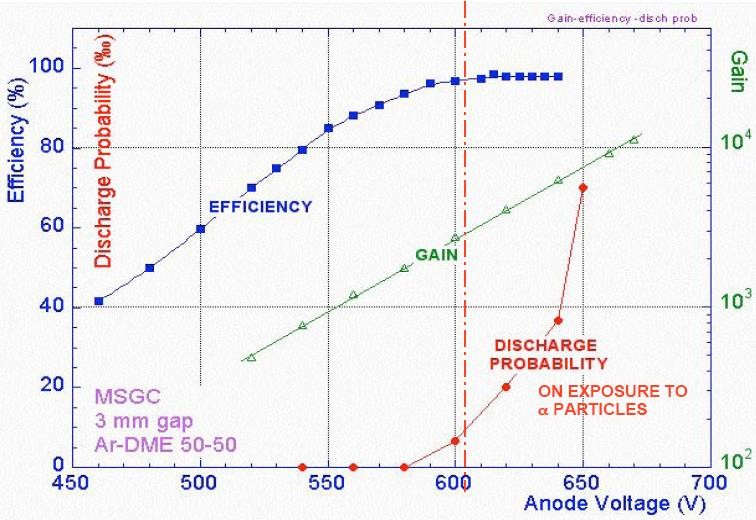 Gain-efficiency -disch prob
Efficiency (%)
Discharge Probability (‰)
Gain
100
80
60
40
20
0
10⁴
10³
10²
EFFICIENCY
GAIN
DISCHARGE
PROBABILITY
ON EXPOSURE TO
α PARTICLES
MSGC
3 mm gap
Ar-DME 50-50
450
500
550
600
650
700
Anode Voltage (V)